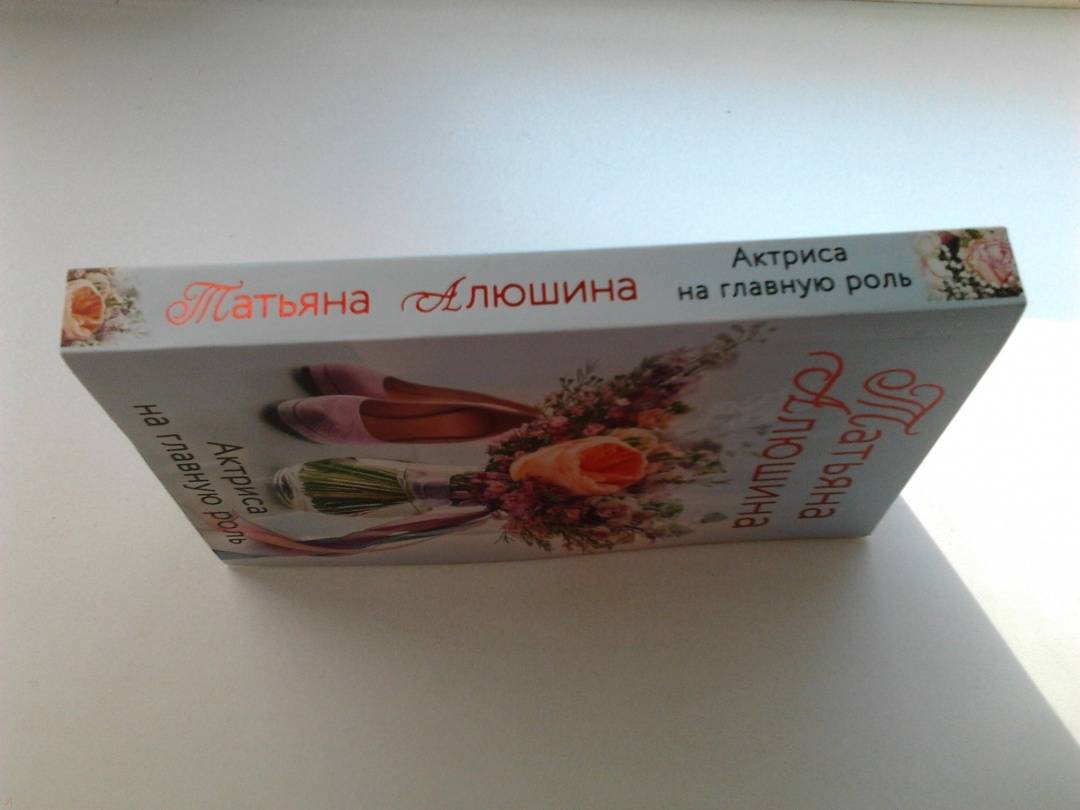 Татьяна Алюшина
Актриса
на главную роль
Татьяна
Алюшина
Актриса
на главную роль